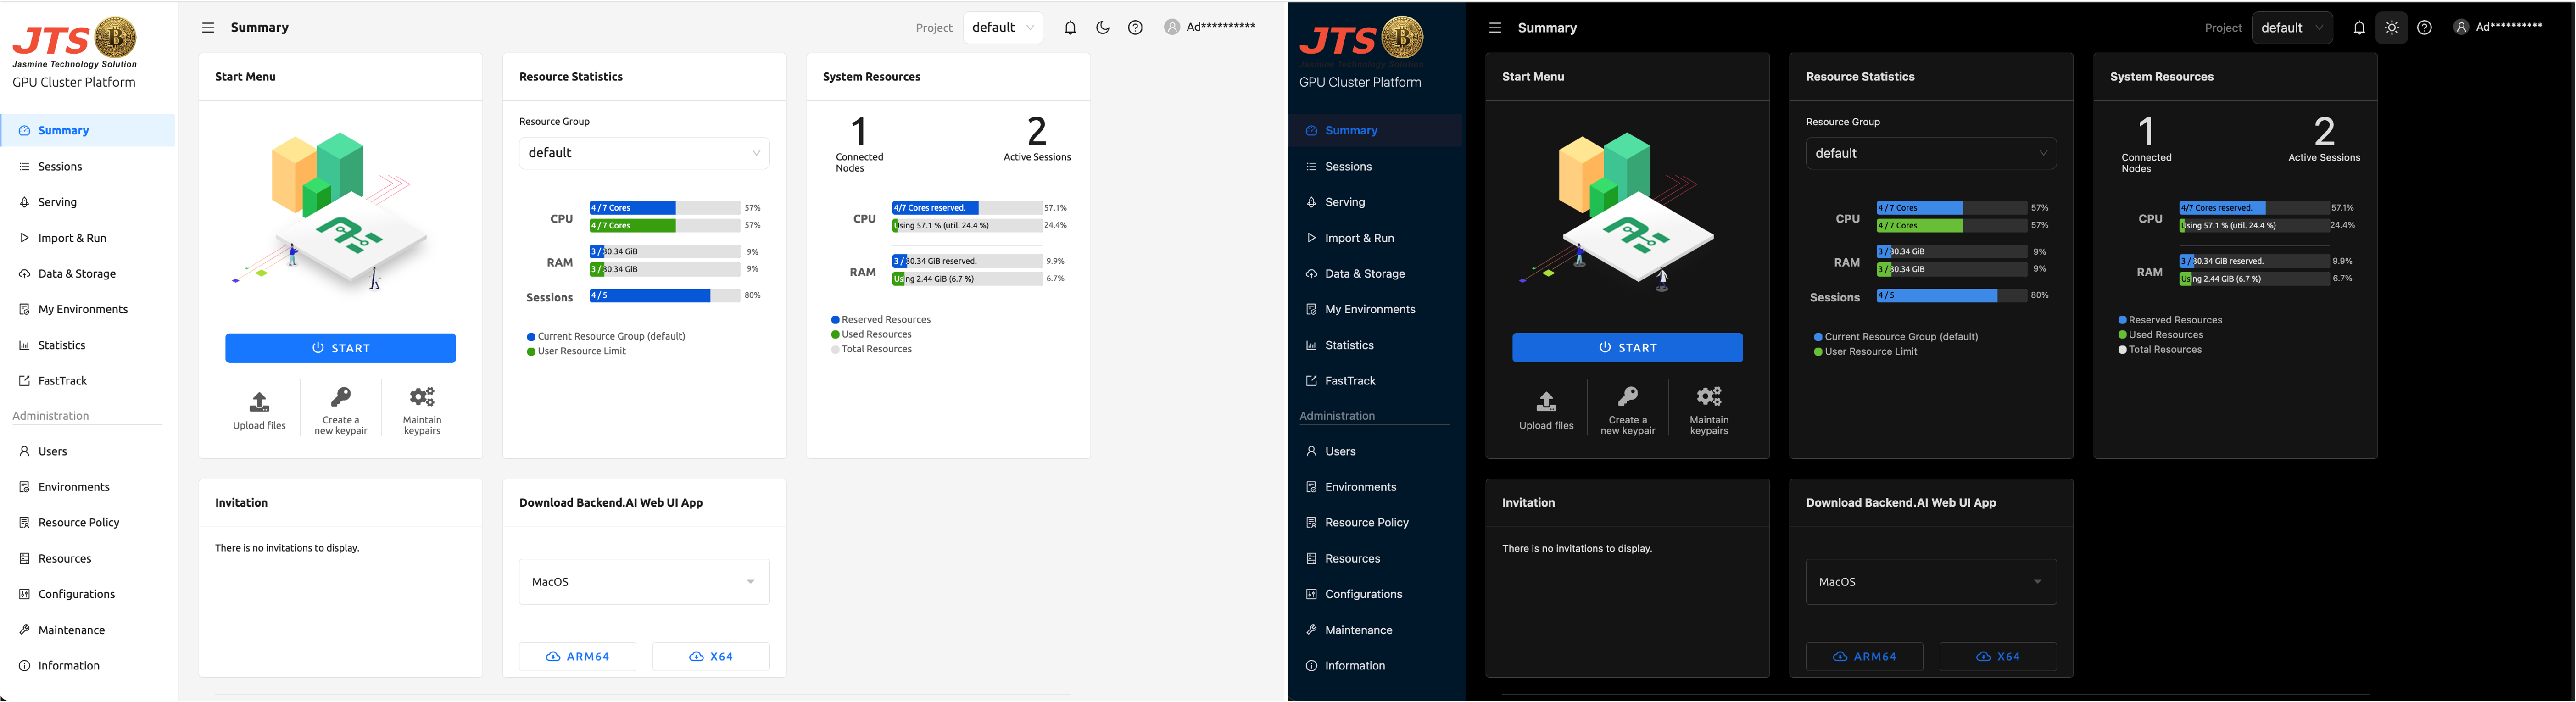 JTS
Jasmine Technology Solution
GPU Cluster Platform
Summary
Sessions
Serving
Import & Run
Data & Storage
My Environments
Statistics
FastTrack
Administration
Users
Environments
Resource Policy
Resources
Configurations
Maintenance
Information
Summary
Project
default
Ad**********
Start Menu
START
Upload files
Create a
new keypair
Maintain
keypairs
Resource Statistics
Resource Group
default
CPU
4 / 7 Cores
57%
4 / 7 Cores
57%
RAM
3 / 30.34 GiB
9%
3 / 30.34 GiB
9%
Sessions
4 / 5
80%
Current Resource Group (default)
User Resource Limit
System Resources
1
Connected
Nodes
2
Active Sessions
CPU
4/7 Cores reserved.
57.1%
Using 57.1 % (util. 24.4 %)
24.4%
RAM
3 / 30.34 GiB reserved.
9.9%
Using 2.44 GiB (6.7 %)
6.7%
Reserved Resources
Used Resources
Total Resources
Invitation
There is no invitations to display.
Download Backend.AI Web UI App
MacOS
ARM64
X64
JTS
Jasmine Technology Solution
GPU Cluster Platform
Summary
Sessions
Serving
Import & Run
Data & Storage
My Environments
Statistics
FastTrack
Administration
Users
Environments
Resource Policy
Resources
Configurations
Maintenance
Information
Summary
Project
default
Ad**********
Start Menu
START
Upload files
Create a
new keypair
Maintain
keypairs
Resource Statistics
Resource Group
default
CPU
4 / 7 Cores
57%
4 / 7 Cores
57%
RAM
3 / 30.34 GiB
9%
3 / 30.34 GiB
9%
Sessions
4 / 5
80%
Current Resource Group (default)
User Resource Limit
System Resources
1
Connected
Nodes
2
Active Sessions
CPU
4/7 Cores reserved.
57.1%
Using 57.1 % (util. 24.4 %)
24.4%
RAM
3 / 30.34 GiB reserved.
9.9%
Using 2.44 GiB (6.7 %)
6.7%
Reserved Resources
Used Resources
Total Resources
Invitation
There is no invitations to display.
Download Backend.AI Web UI App
MacOS
ARM64
X64